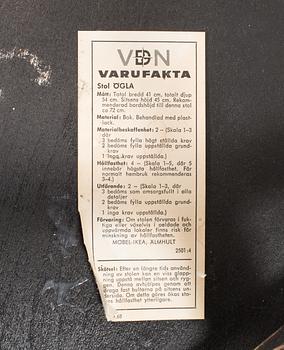 VDN
VARUFAKTA
Stol ÖGLA
Mått: Total bredd 41 cm, totalt djup
54 cm. Sitsens höjd 45 cm. Rekom-
menderad bordshöjd till denna stol
ca 72 cm.
Material: Bok. Behandlad med plast-
lack.
Materialbeskaffenhet: 2 – (Skala 1–3
där
3 bedöms fylla högt ställda krav
2 bedöms fylla uppställda grund-
krav
1 inga krav uppställda.)
Hållfasthet: 4 – (Skala 1–5, där 5
innebär högsta hållfasthet. För
normalt hembruk rekommenderas
3–4.)
Utförande: 2 – (Skala 1–3, där
3 bedöms som omsorgsfullt i alla
detaljer
2 bedöms fylla uppställda grund-
krav
1 inga krav uppställda.)
Förvaring: Om stolen förvaras i fuk-
tiga eller växelvis i oeldade och
uppvärmda lokaler finns risk för
minskning av hållfastheten.
MÖBEL-IKEA, ÄLMHULT
2501:4
Skötsel: Efter en längre tids använd-
ning av stolen kan en viss glapp-
ning uppstå mellan sitsen och ryg-
gen. Denna avhjälpes genom att
draga fast bultarna på sitsens un-
dersida. Om detta göres ökas sto-
lens hållfasthet ytterligare.
68